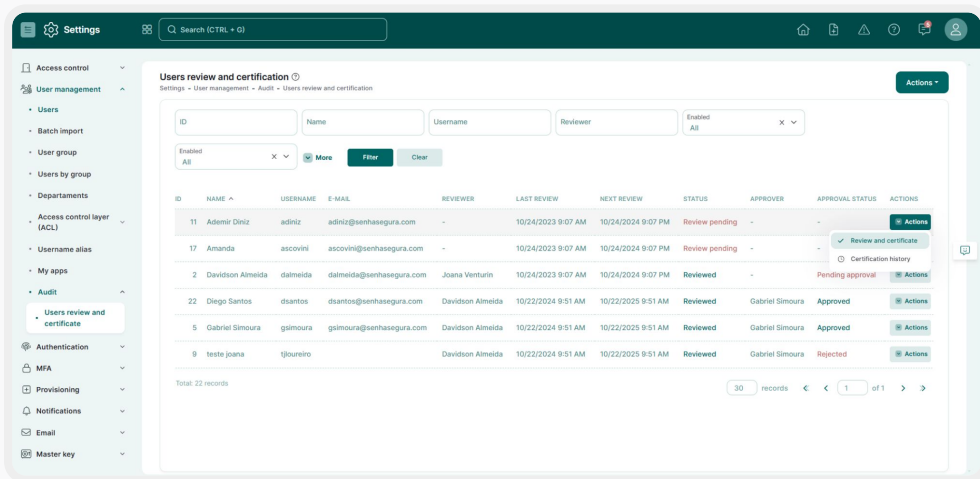 Settings
Search (CTRL + G)
5
Access control
User management
Users
Batch import
User group
Users by group
Departaments
Access control layer
(ACL)
Username alias
My apps
Audit
Users review and
certificate
Authentication
MFA
Provisioning
Notifications
Email
Master key
Users review and certification
Settings • User management • Audit • Users review and certification
Actions
ID Name Username Reviewer Enabled All
Enabled All More Filter Clear
ID NAME USERNAME E-MAIL REVIEWER LAST REVIEW NEXT REVIEW STATUS APPROVER APPROVAL STATUS ACTIONS
11 Ademir Diniz adiniz adiniz@senhasegura.com - 10/24/2023 9:07 AM 10/24/2024 9:07 PM Review pending - - Actions
Review and certificate
17 Amanda ascovini ascovini@senhasegura.com - 10/24/2023 9:07 AM 10/24/2024 9:07 PM Review pending - -
Certification history
2 Davidson Almeida dalmeida dalmeida@senhasegura.com Joana Venturin 10/24/2023 9:07 AM 10/24/2024 9:07 PM Reviewed - Pending approval Actions
22 Diego Santos dsantos dsantos@senhasegura.com Davidson Almeida 10/22/2024 9:51 AM 10/22/2025 9:51 AM Reviewed Gabriel Simoura Approved Actions
5 Gabriel Simoura gsimoura gsimoura@senhasegura.com Davidson Almeida 10/22/2024 9:51 AM 10/22/2025 9:51 AM Reviewed Gabriel Simoura Approved Actions
9 teste joana tjloureiro Davidson Almeida 10/22/2024 9:51 AM 10/22/2025 9:51 AM Reviewed Gabriel Simoura Rejected Actions
Total: 22 records
30 records 1 of 1